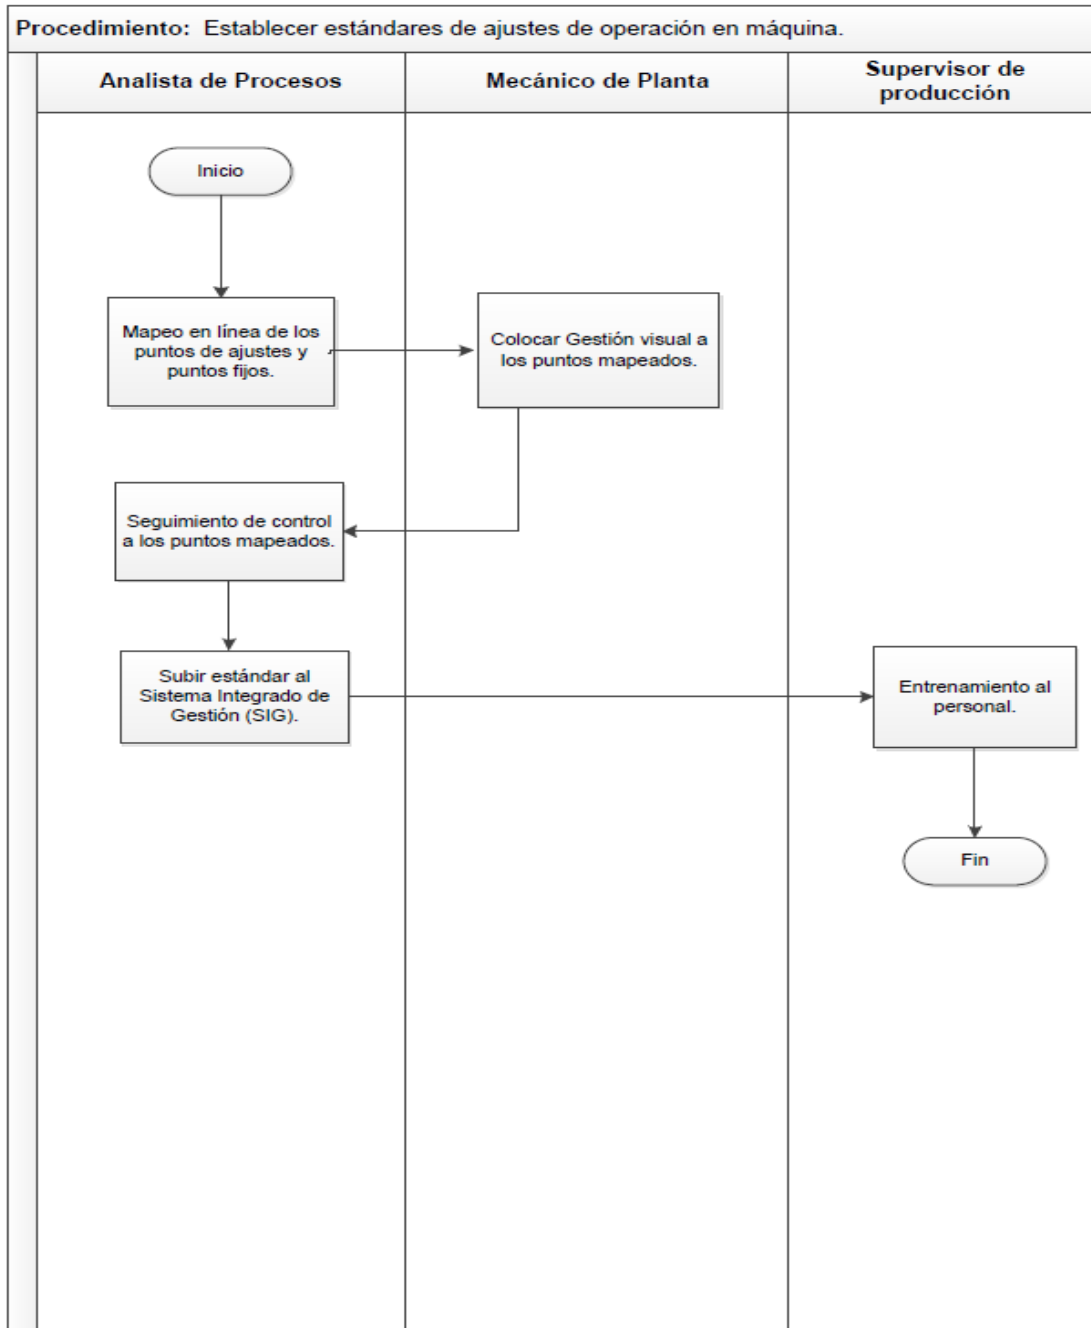 Procedimiento: Establecer estándares de ajustes de operación en máquina.
Analista de Procesos
Mecánico de Planta
Supervisor de
producción
Inicio
Mapeo en línea de los
puntos de ajustes y
puntos fijos.
Colocar Gestión visual a
los puntos mapeados.
Seguimiento de control
a los puntos mapeados.
Subir estándar al
Sistema Integrado de
Gestión (SIG).
Entrenamiento al
personal.
Fin